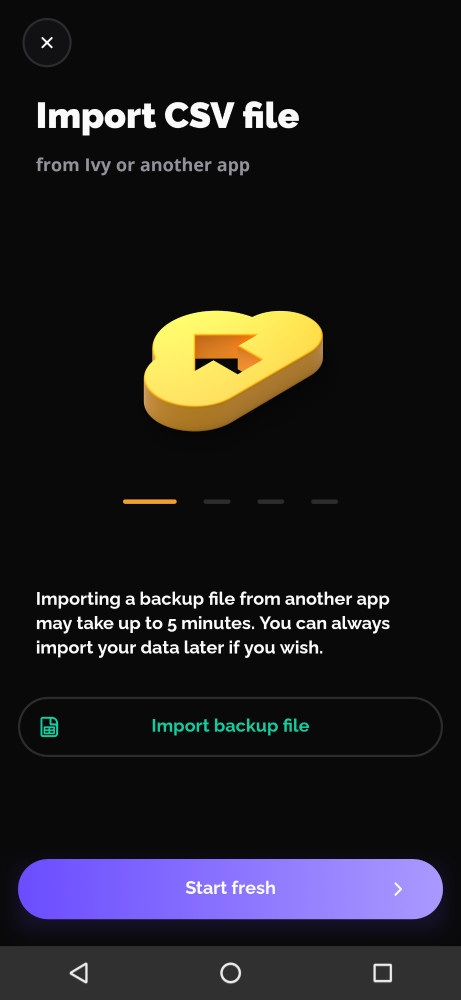 Import CSV file
from Ivy or another app
Importing a backup file from another app
may take up to 5 minutes. You can always
import your data later if you wish.
Import backup file
Start fresh